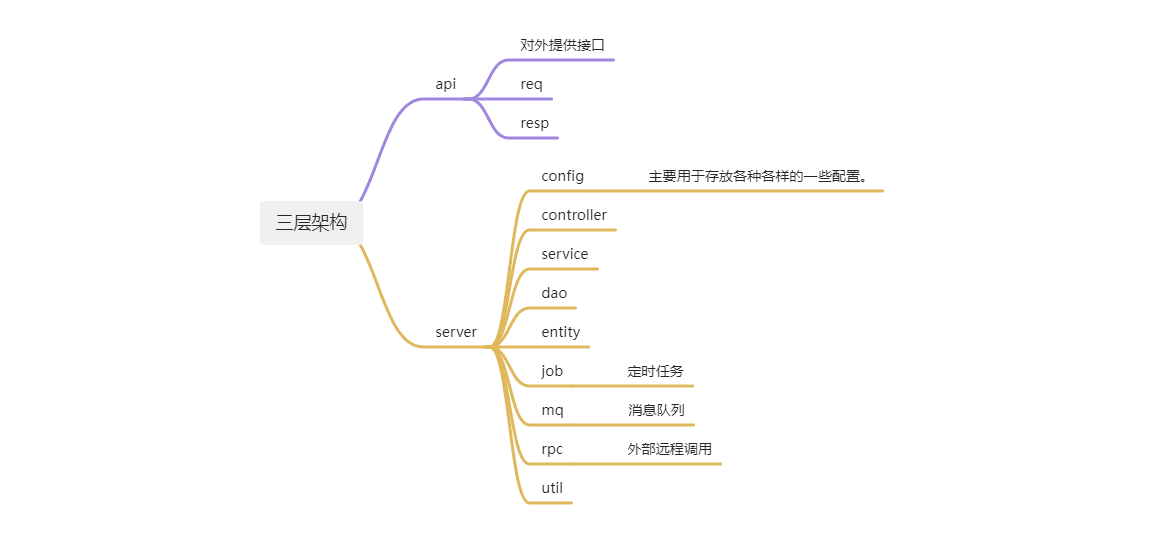 三层架构
api
对外提供接口
req
resp
server
config
主要用于存放各种各样的一些配置。
controller
service
dao
entity
job
定时任务
mq
消息队列
rpc
外部远程调用
util